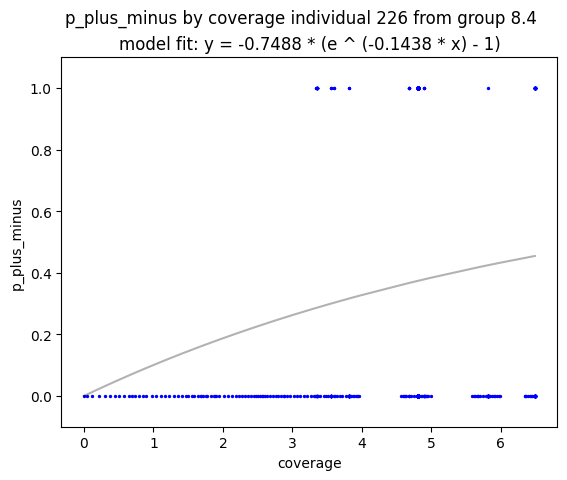 p_plus_minus by coverage individual 226 from group 8.4
model fit: y = -0.7488 * (e ^ (-0.1438 * x) - 1)
1.0
0.8
0.6
0.4
0.2
0.0
p_plus_minus
0 1 2 3 4 5 6
coverage